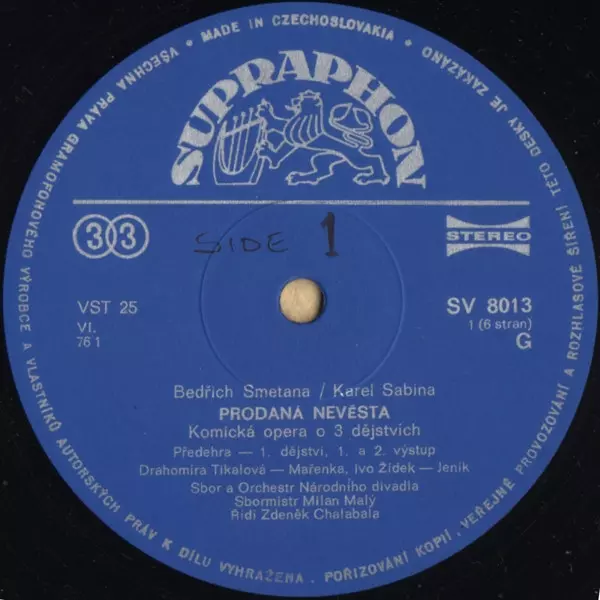 VŠECHNA PRÁVA GRAMOFONOVÉHO VÝROBCE A VLASTNÍKŮ AUTORSKÝCH PRÁV K DÍLU VYHRAŽENA. POŘIZOVÁNÍ KOPIÍ, VEŘEJNÉ PROVOZOVÁNÍ A ROZHLASOVÉ ŠÍŘENÍ TÉTO DESKY JE ZAKÁZÁNO
• MADE IN CZECHOSLOVAKIA •
SUPRAPHON
33
SIDE 1
STEREO
VST 25
VI.
76 1
SV 8013
1 (6 stran)
G
Bedřich Smetana / Karel Sabina
PRODANÁ NEVĚSTA
Komická opera o 3 dějstvích
Předehra — 1. dějství, 1. a 2. výstup
Drahomíra Tikalová — Mařenka, Ivo Žídek — Jeník
Sbor a Orchestr Národního divadla
Sbormistr Milan Malý
Řídí Zdeněk Chalabala